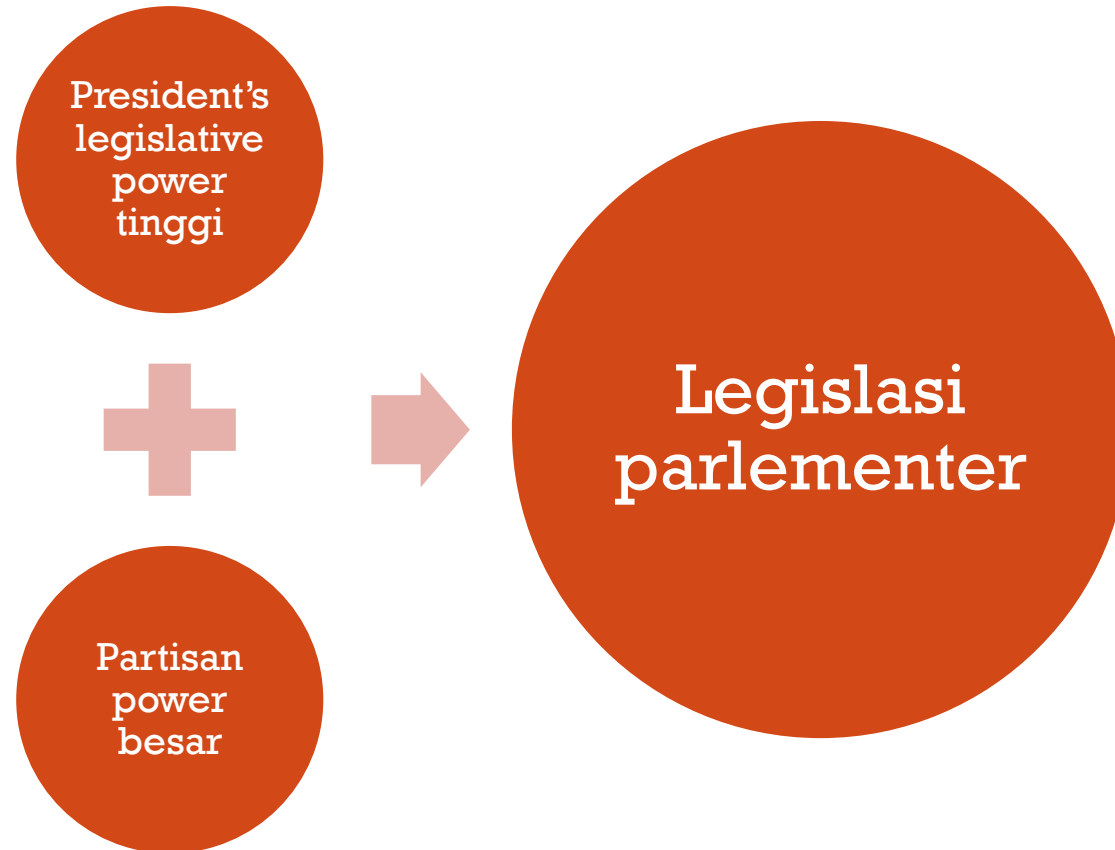 President’s
legislative
power
tinggi
Partisan
power
besar
Legislasi
parlementer